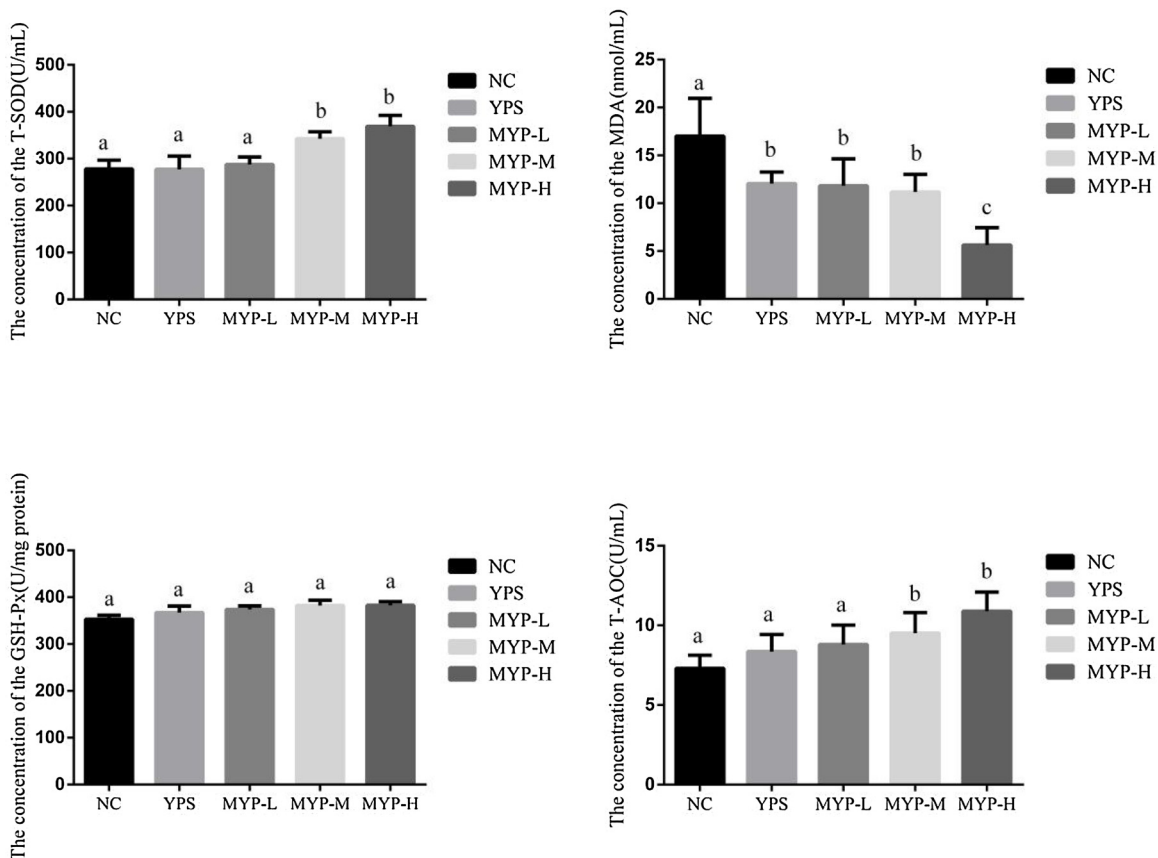 The concentration of the T-SOD(U/mL)
500
400
300
200
100
0
a
a
a
b
b
NC
YPS
MYP-L
MYP-M
MYP-H
NC
YPS
MYP-L
MYP-M
MYP-H
The concentration of the MDA(nmol/mL)
25
20
15
10
5
0
a
b
b
b
c
NC
YPS
MYP-L
MYP-M
MYP-H
NC
YPS
MYP-L
MYP-M
MYP-H
The concentration of the GSH-Px(U/mg protein)
500
400
300
200
100
0
a
a
a
a
a
NC
YPS
MYP-L
MYP-M
MYP-H
NC
YPS
MYP-L
MYP-M
MYP-H
The concentration of the T-AOC(U/mL)
15
10
5
0
a
a
a
b
b
NC
YPS
MYP-L
MYP-M
MYP-H
NC
YPS
MYP-L
MYP-M
MYP-H